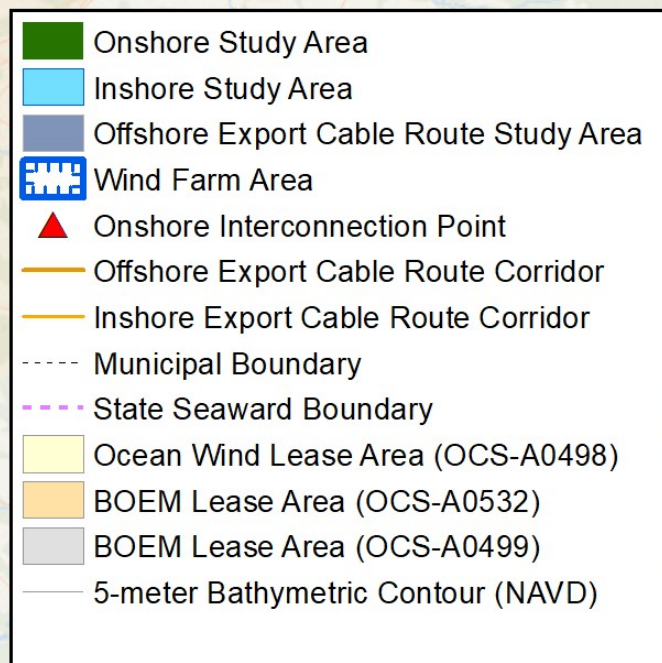 Onshore Study Area
Inshore Study Area
Offshore Export Cable Route Study Area
Wind Farm Area
Onshore Interconnection Point
Offshore Export Cable Route Corridor
Inshore Export Cable Route Corridor
Municipal Boundary
State Seaward Boundary
Ocean Wind Lease Area (OCS-A0498)
BOEM Lease Area (OCS-A0532)
BOEM Lease Area (OCS-A0499)
5-meter Bathymetric Contour (NAVD)